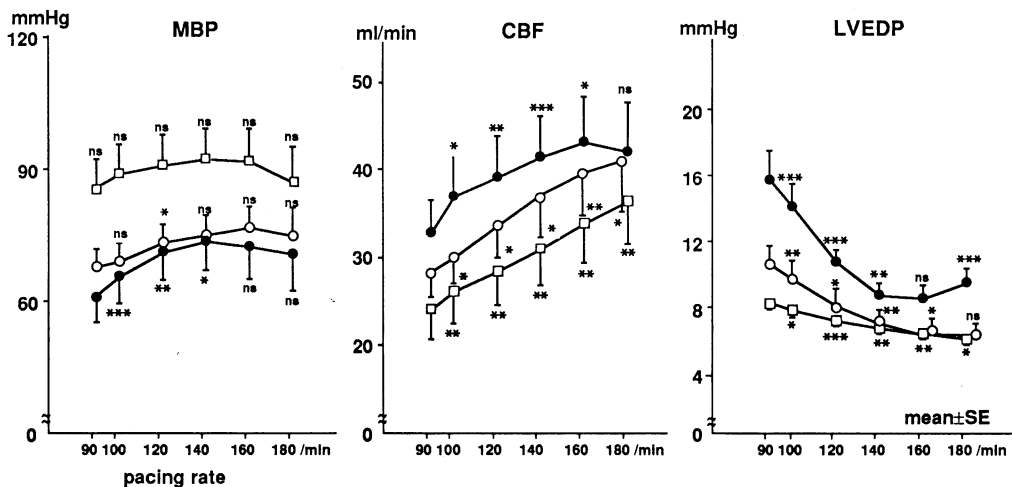 MBP
mmHg
120
90
60
0
ns ns ns ns ns ns
* ns ns ns
ns
*** ** * ns ns
90 100 120 140 160 180 /min
pacing rate
CBF
ml/min
50
40
30
20
0
* ** *** * ns
* * * ** *
** ** ** ** **
90 100 120 140 160 180 /min
LVEDP
mmHg
20
16
12
8
4
0
*** *** ** ns ***
** * ** * ns
* *** ** ** *
mean±SE
90 100 120 140 160 180 /min